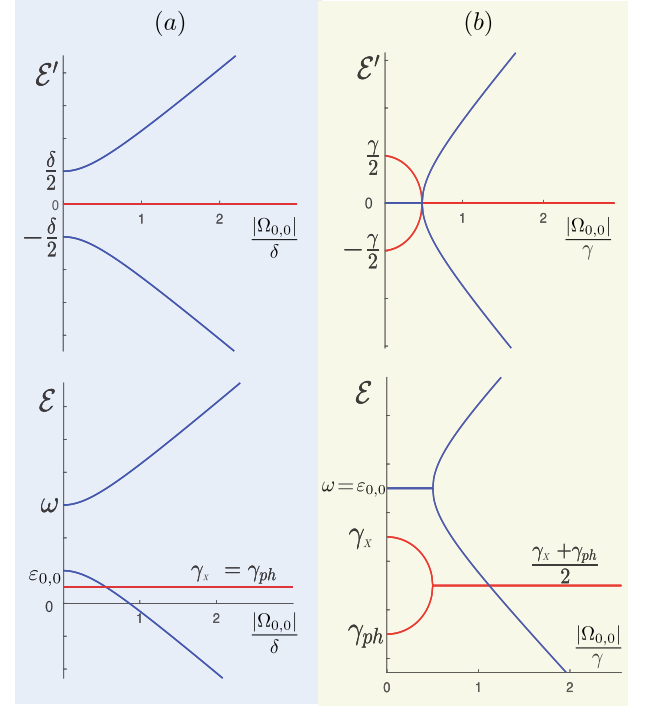 (a)
ℰ′
δ/2
0
−δ/2
1 2
|Ω₀,₀|/δ
(b)
ℰ′
γ/2
0
−γ/2
1 2
|Ω₀,₀|/γ
ℰ
ω
ε₀,₀
0
γₓ = γₚₕ
1 2
|Ω₀,₀|/δ
ℰ
ω=ε₀,₀
γₓ
γₚₕ
γₓ+γₚₕ/2
|Ω₀,₀|/γ
0 1 2